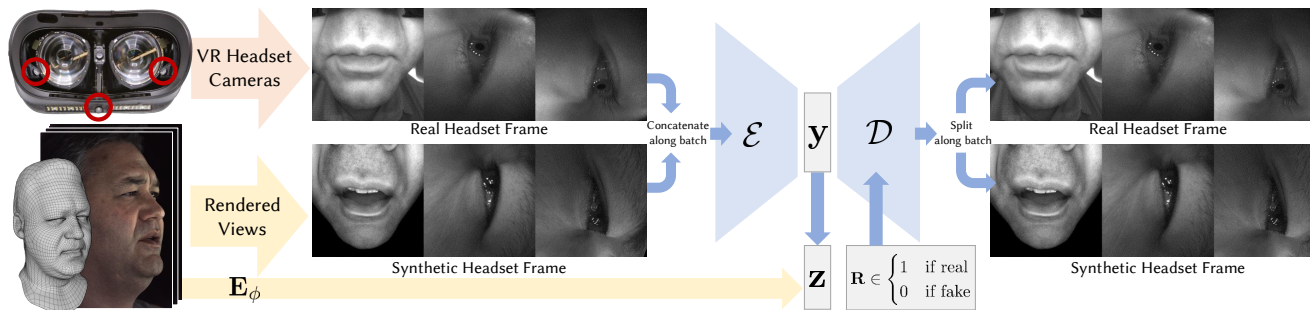 VR Headset
Cameras
Real Headset Frame
Rendered
Views
Synthetic Headset Frame
E_ϕ
Concatenate
along batch
ℰ
y
z
𝒟
R ∈ { 1 if real
0 if fake
Split
along batch
Real Headset Frame
Synthetic Headset Frame